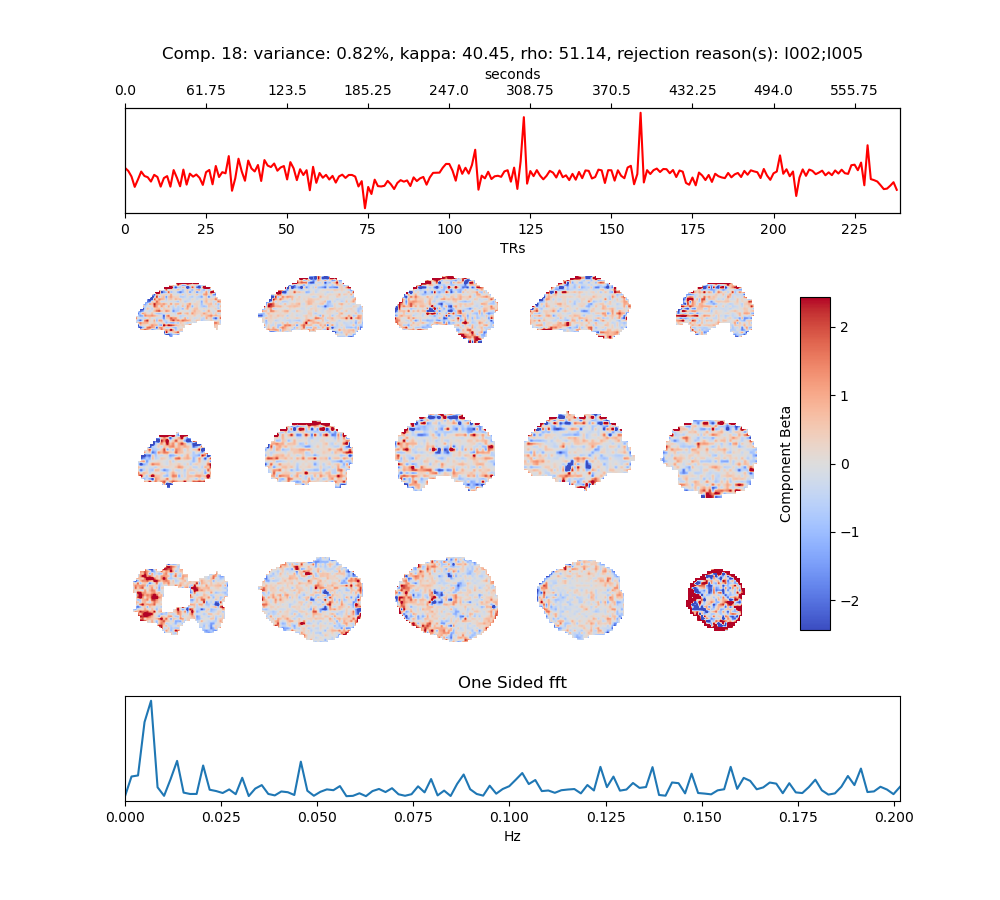 Comp. 18: variance: 0.82%, kappa: 40.45, rho: 51.14, rejection reason(s): I002;I005
seconds
0.0 61.75 123.5 185.25 247.0 308.75 370.5 432.25 494.0 555.75
0 25 50 75 100 125 150 175 200 225
TRs
2
1
0
−1
−2
Component Beta
One Sided fft
0.000 0.025 0.050 0.075 0.100 0.125 0.150 0.175 0.200
Hz